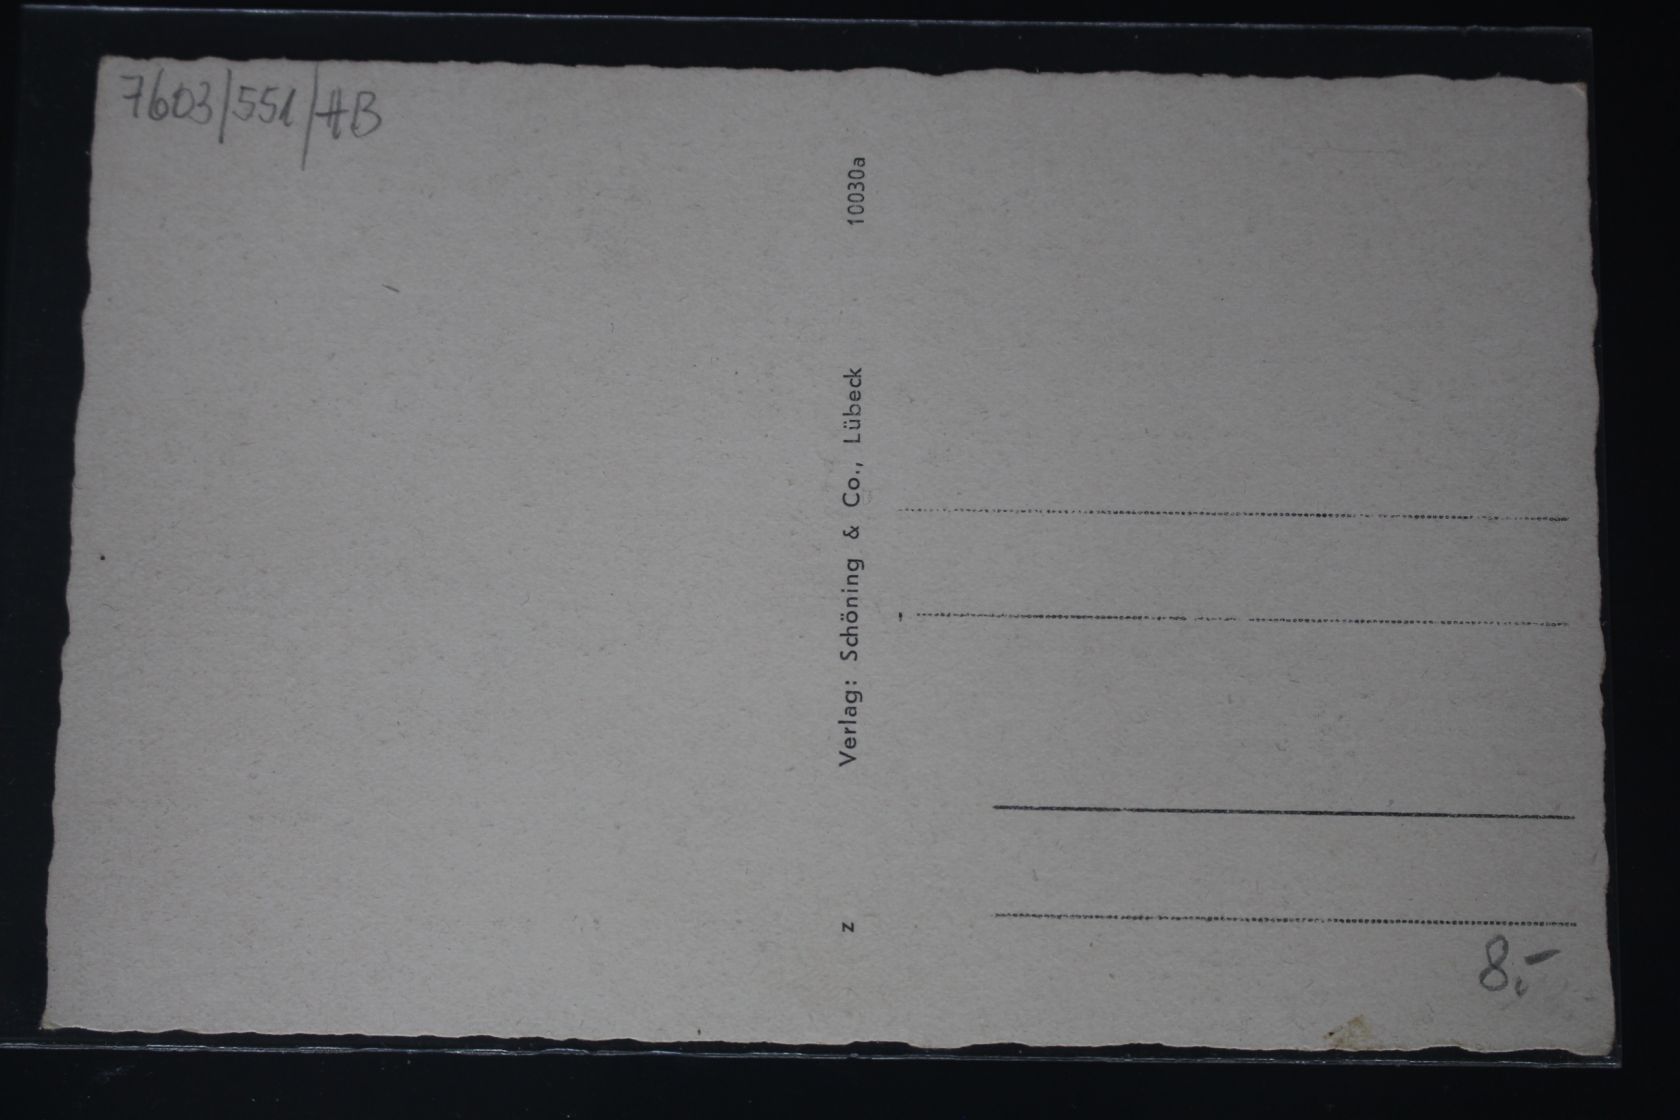 7603/551/AB
Verlag: Schöning & Co., Lübeck
10030a
z
8,-